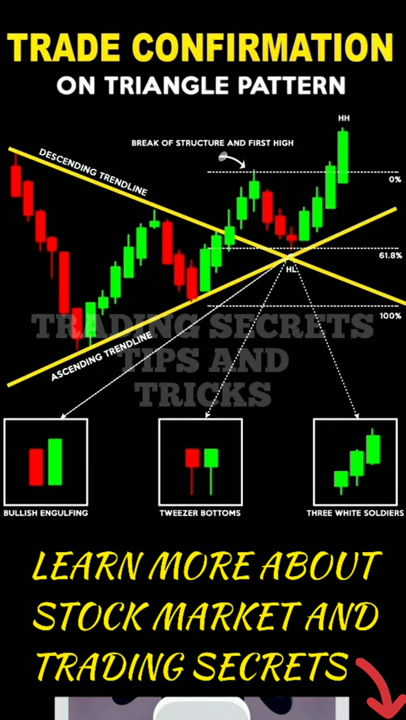 TRADE CONFIRMATION
ON TRIANGLE PATTERN
HH
BREAK OF STRUCTURE AND FIRST HIGH
DESCENDING TRENDLINE
0%
61.8%
HL
100%
TRADING SECRETS
TIPS AND
TRICKS
ASCENDING TRENDLINE
BULLISH ENGULFING
TWEEZER BOTTOMS
THREE WHITE SOLDIERS
LEARN MORE ABOUT
STOCK MARKET AND
TRADING SECRETS